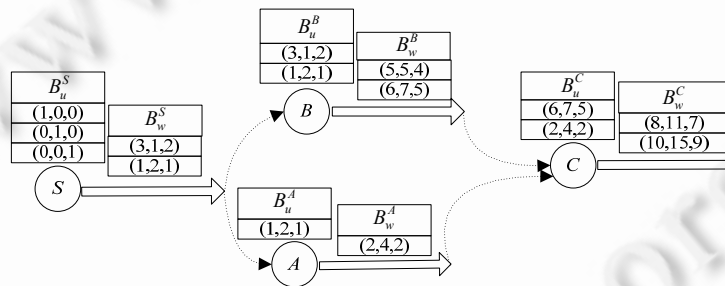 B_u^S
(1,0,0)
(0,1,0)
(0,0,1)
B_w^S
(3,1,2)
(1,2,1)
S
B_u^B
(3,1,2)
(1,2,1)
B_w^B
(5,5,4)
(6,7,5)
B
B_u^A
(1,2,1)
B_w^A
(2,4,2)
A
B_u^C
(6,7,5)
(2,4,2)
B_w^C
(8,11,7)
(10,15,9)
C